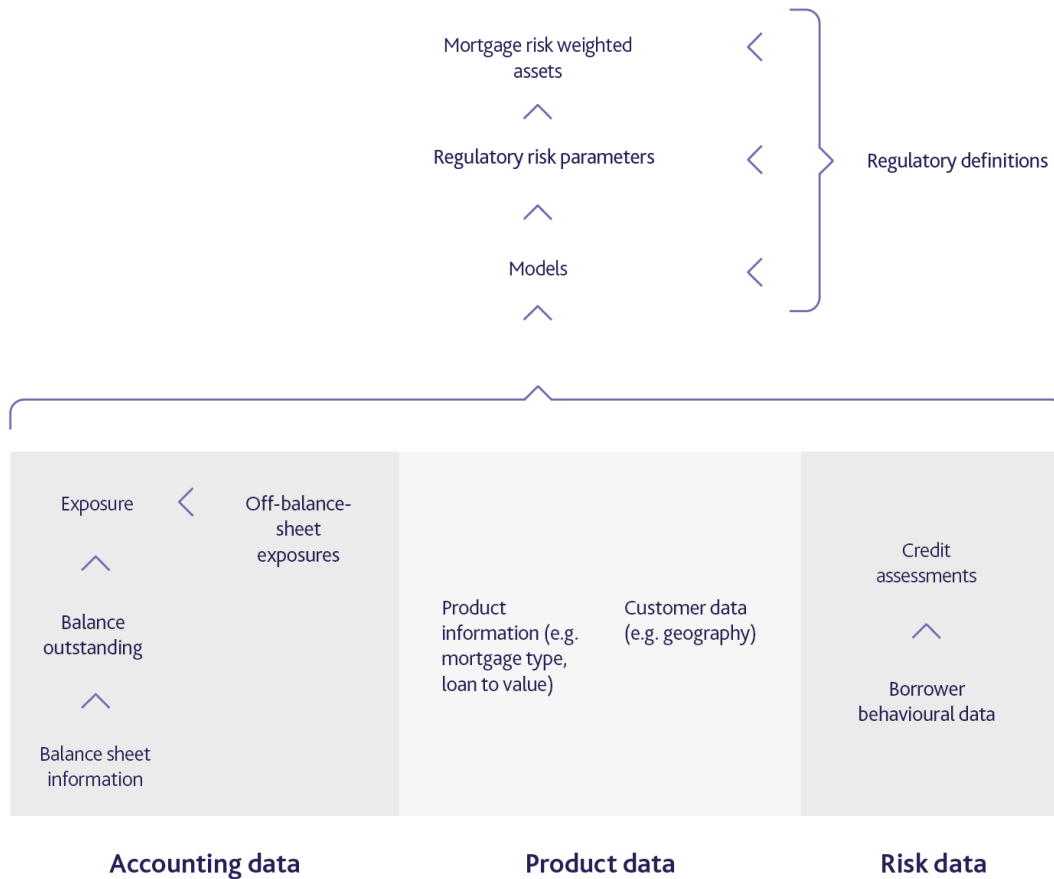 Mortgage risk weighted
assets
Regulatory risk parameters
Regulatory definitions
Models
Exposure
Off-balance-
sheet
exposures
Balance
outstanding
Balance sheet
information
Product
information (e.g.
mortgage type,
loan to value)
Customer data
(e.g. geography)
Credit
assessments
Borrower
behavioural data
Accounting data
Product data
Risk data